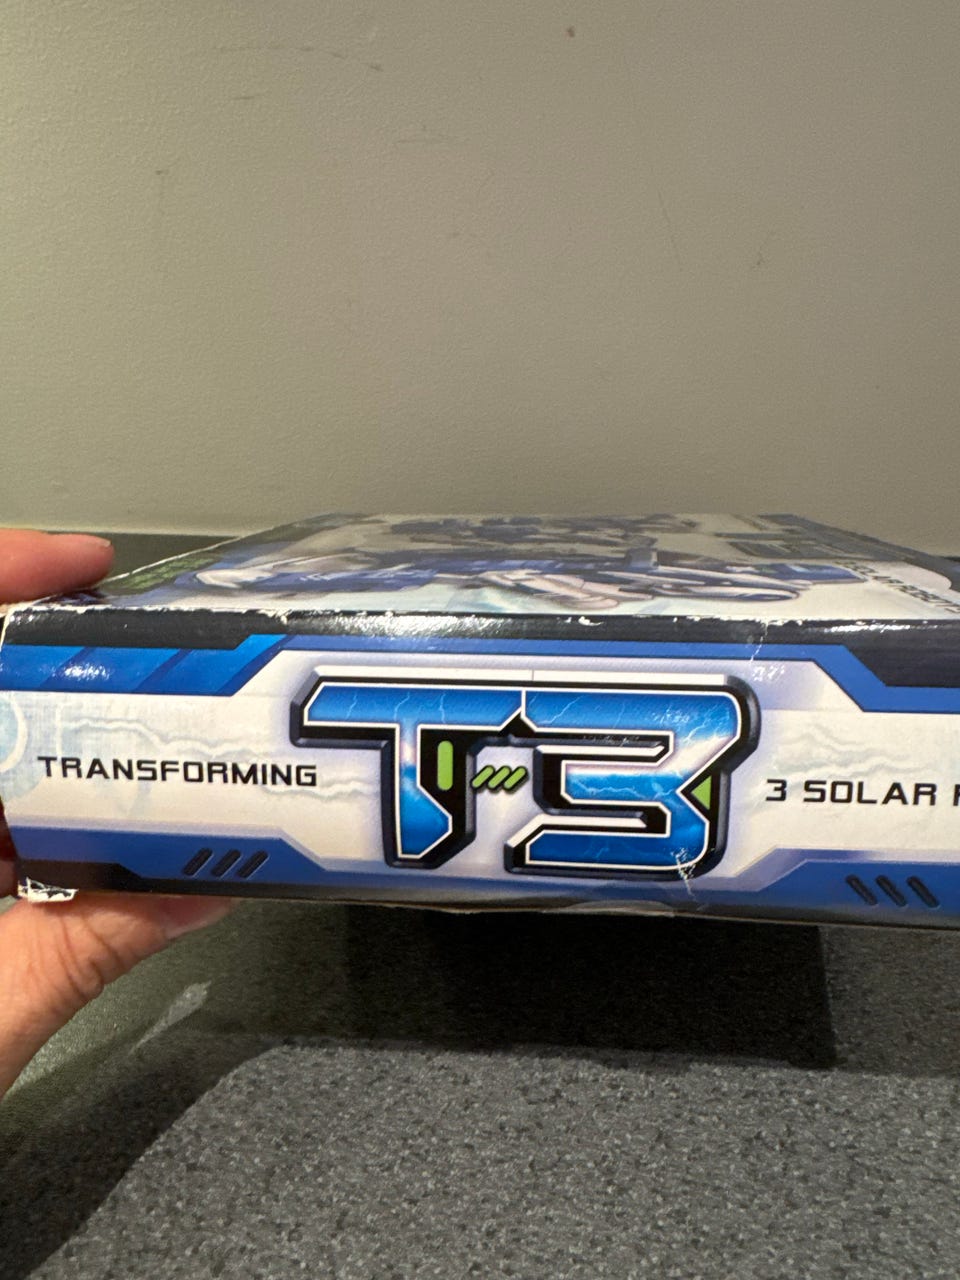 TRANSFORMING
T3
3 SOLAR